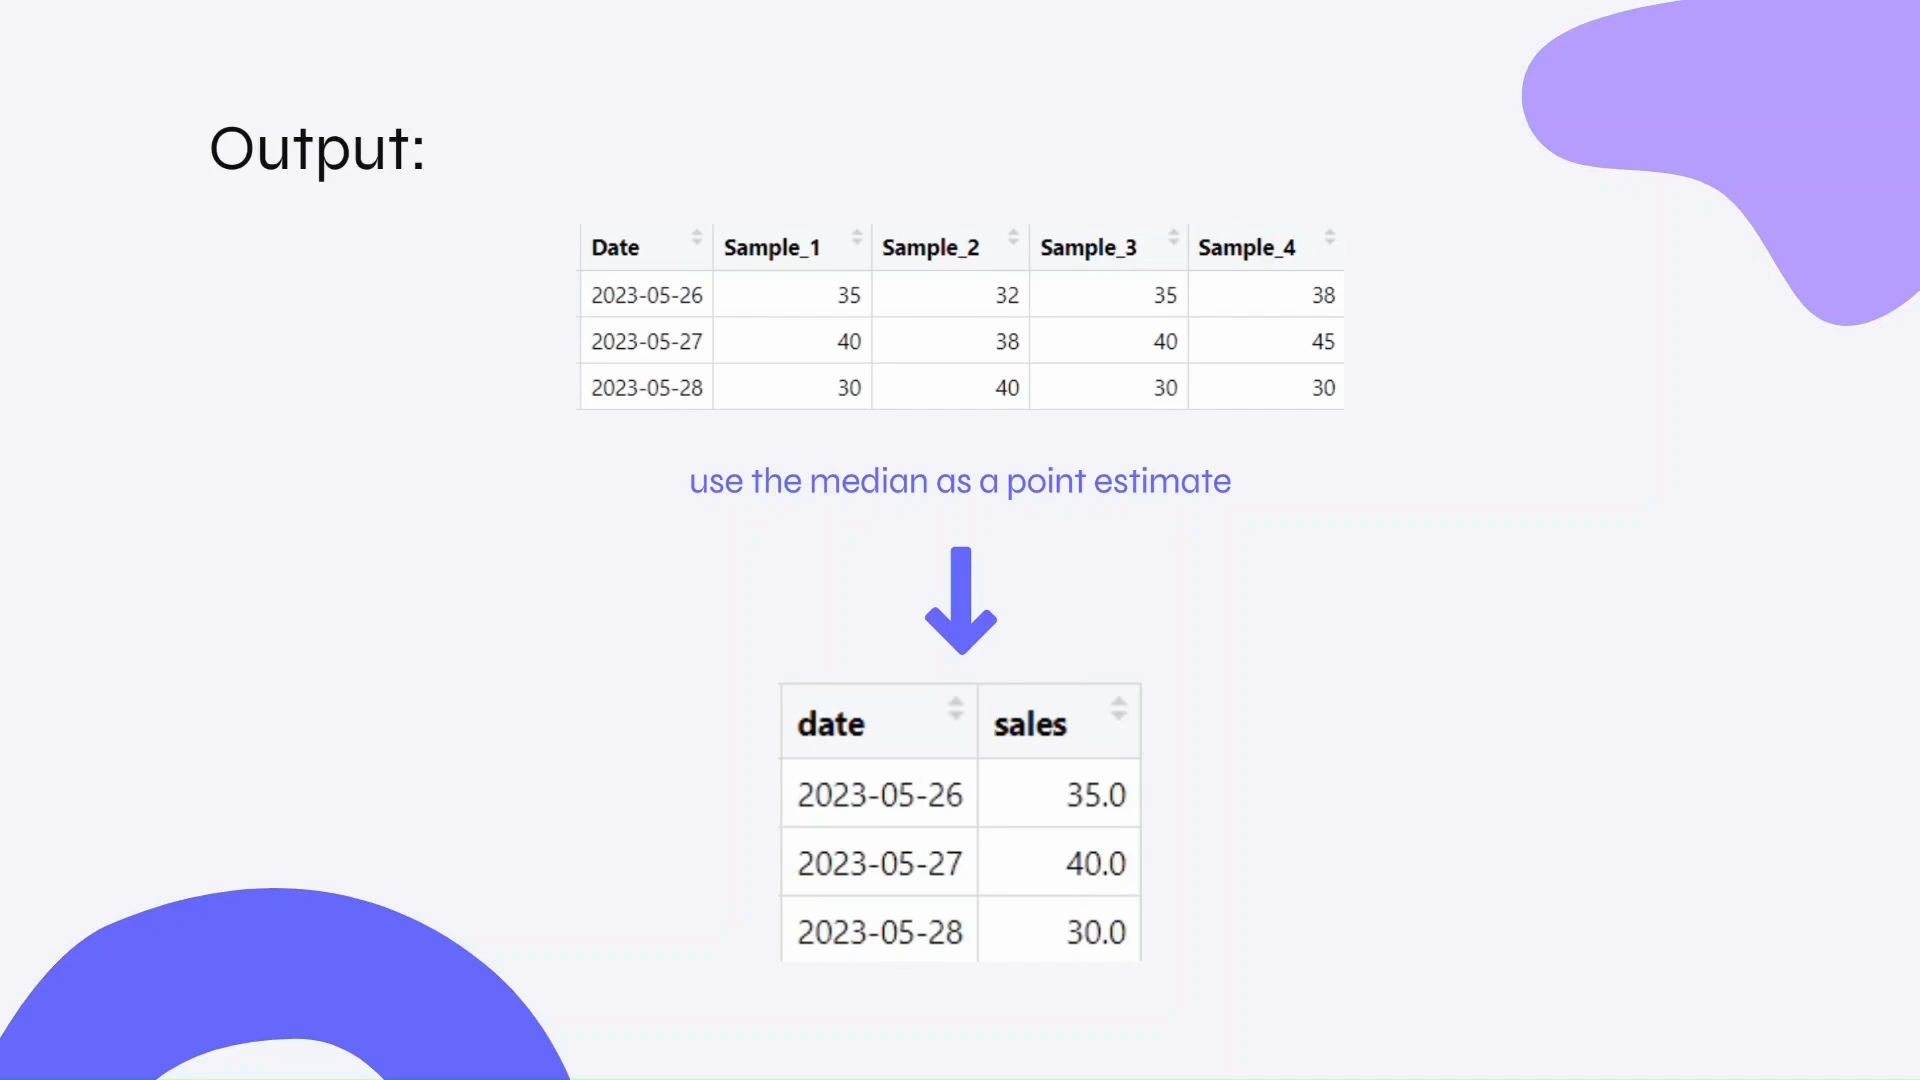 Output:
Date Sample_1 Sample_2 Sample_3 Sample_4
2023-05-26 35 32 35 38
2023-05-27 40 38 40 45
2023-05-28 30 40 30 30
use the median as a point estimate
date sales
2023-05-26 35.0
2023-05-27 40.0
2023-05-28 30.0